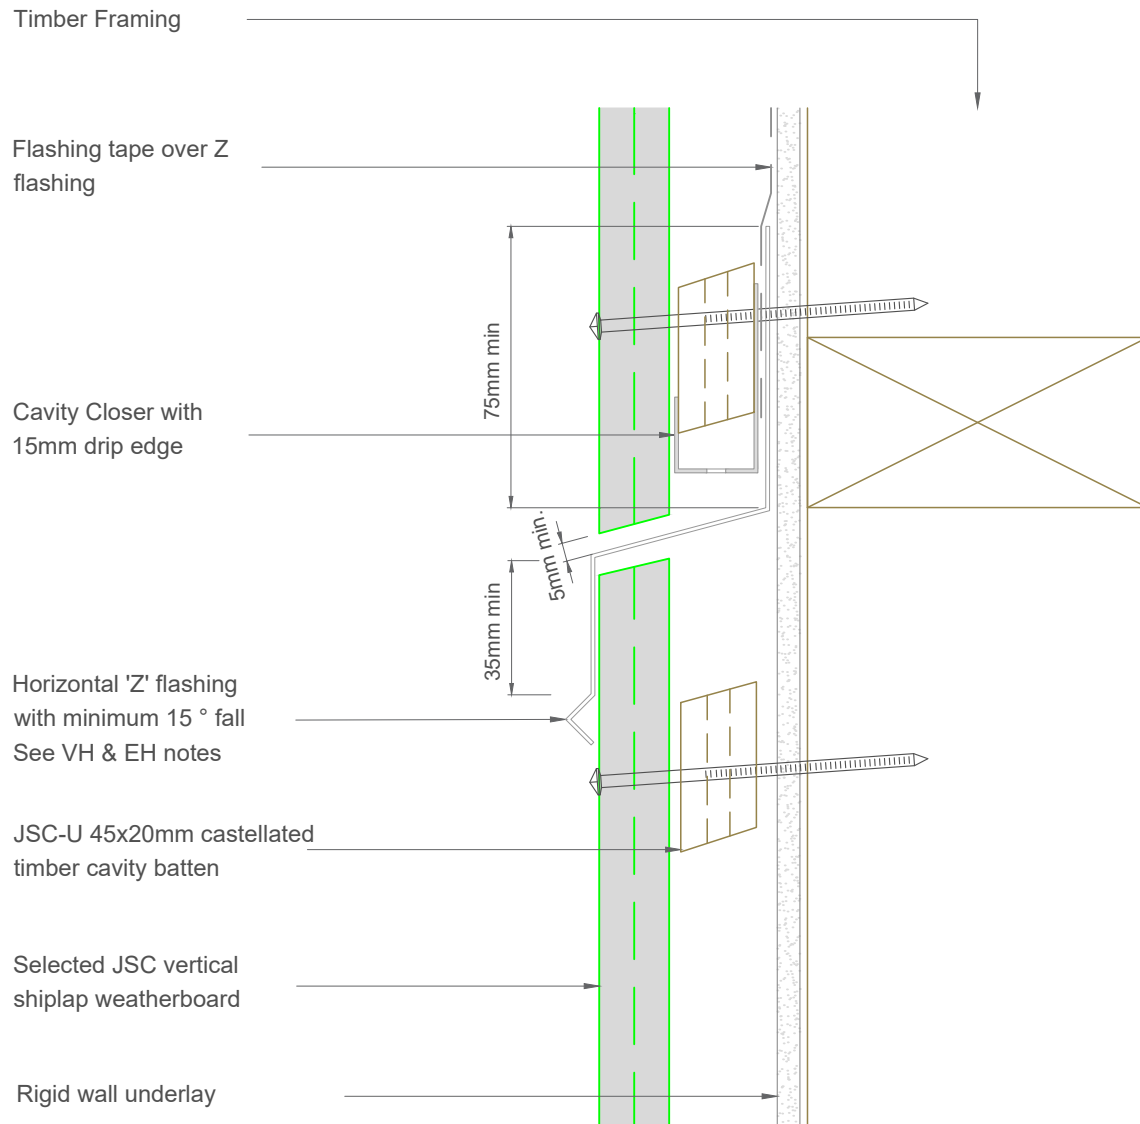 Timber Framing
Flashing tape over Z
flashing
75mm min
Cavity Closer with
15mm drip edge
5mm min.
35mm min
Horizontal 'Z' flashing
with minimum 15 ° fall
See VH & EH notes
JSC-U 45x20mm castellated
timber cavity batten
Selected JSC vertical
shiplap weatherboard
Rigid wall underlay